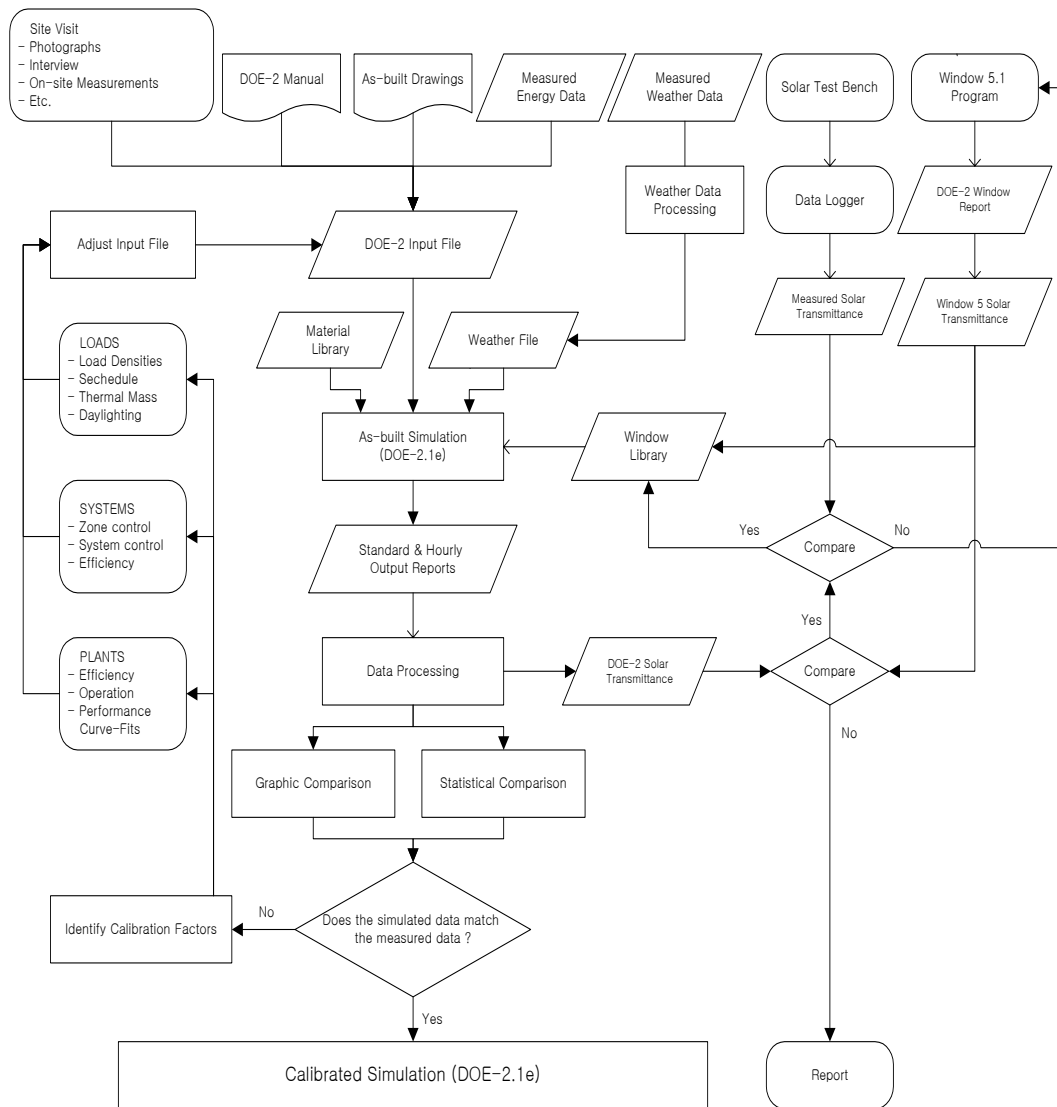 Site Visit
- Photographs
- Interview
- On-site Measurements
- Etc.
DOE-2 Manual
As-built Drawings
Measured
Energy Data
Measured
Weather Data
Solar Test Bench
Window 5.1
Program
Weather Data
Processing
Data Logger
DOE-2 Window
Report
Adjust Input File
DOE-2 Input File
Measured Solar
Transmittance
Window 5 Solar
Transmittance
Material
Library
Weather File
LOADS
- Load Densities
- Sechedule
- Thermal Mass
- Daylighting
As-built Simulation
(DOE-2.1e)
Window
Library
SYSTEMS
- Zone control
- System control
- Efficiency
Yes
Compare
No
Standard & Hourly
Output Reports
Yes
PLANTS
- Efficiency
- Operation
- Performance
Curve-Fits
Data Processing
DOE-2 Solar
Transmittance
Compare
No
Graphic Comparison
Statistical Comparison
Identify Calibration Factors
No
Does the simulated data match
the measured data ?
Yes
Calibrated Simulation (DOE-2.1e)
Report